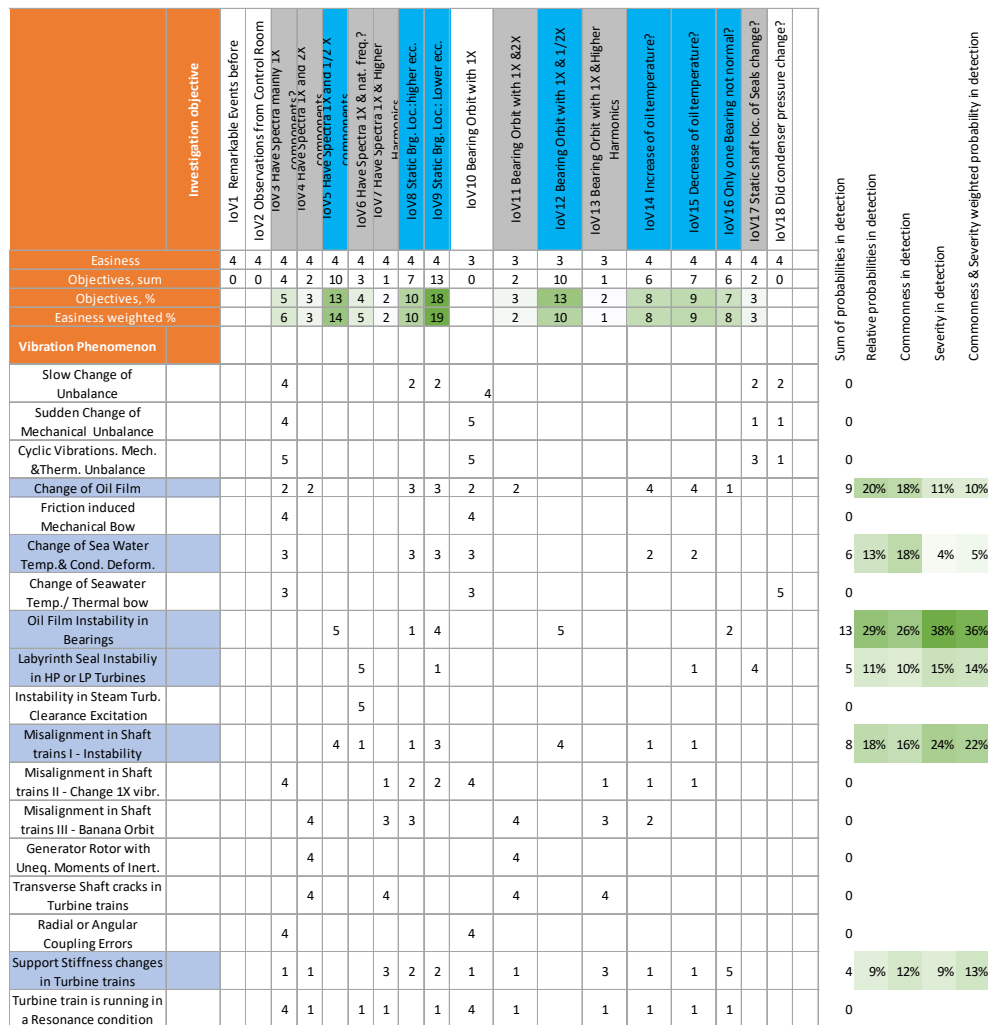 Investigation objective
IoV1 Remarkable Events before
IoV2 Observations from Control Room
IoV3 Have Spectra mainly 1X
components?
IoV4 Have Spectra 1X and 2X
components
IoV5 Have Spectra1X and 1/2 X
components
IoV6 Have Spectra 1X & nat. freq.?
IoV7 Have Spectra 1X & Higher
Harmonics
IoV8 Static Brg. Loc.:higher ecc.
IoV9 Static Brg. Loc.: Lower ecc.
IoV10 Bearing Orbit with 1X
IoV11 Bearing Orbit with 1X &2X
IoV12 Bearing Orbit with 1X & 1/2X
IoV13 Bearing Orbit with 1X &Higher
Harmonics
IoV14 Increase of oil temperature?
IoV15 Decrease of oil temperature?
IoV16 Only one Bearing not normal?
IoV17 Static shaft loc. of Seals change?
IoV18 Did condenser pressure change?
Sum of probabilities in detection
Relative probabilities in detection
Commonness in detection
Severity in detection
Commonness & Severity weighted probability in detection
Easiness 4 4 4 4 4 4 4 4 4 3 3 3 3 4 4 4 4 4
Objectives, sum 0 0 4 2 10 3 1 7 13 0 2 10 1 6 7 6 2 0
Objectives, % 5 3 13 4 2 10 18 3 13 2 8 9 7 3
Easiness weighted % 6 3 14 5 2 10 19 2 10 1 8 9 8 3
Vibration Phenomenon
Slow Change of
Unbalance 4 2 2 4 2 2 0
Sudden Change of
Mechanical Unbalance 4 5 1 1 0
Cyclic Vibrations. Mech.
&Therm. Unbalance 5 5 3 1 0
Change of Oil Film 2 2 3 3 2 2 4 4 1 9 20% 18% 11% 10%
Friction induced
Mechanical Bow 4 4 0
Change of Sea Water
Temp.& Cond. Deform. 3 3 3 3 2 2 6 13% 18% 4% 5%
Change of Seawater
Temp./ Thermal bow 3 3 5 0
Oil Film Instability in
Bearings 5 1 4 5 2 13 29% 26% 38% 36%
Labyrinth Seal Instabiliy
in HP or LP Turbines 5 1 1 4 5 11% 10% 15% 14%
Instability in Steam Turb.
Clearance Excitation 5 0
Misalignment in Shaft
trains I - Instability 4 1 1 3 4 1 1 8 18% 16% 24% 22%
Misalignment in Shaft
trains II - Change 1X vibr. 4 1 2 2 4 1 1 1 0
Misalignment in Shaft
trains III - Banana Orbit 4 3 3 4 3 2 0
Generator Rotor with
Uneq. Moments of Inert. 4 4 0
Transverse Shaft cracks in
Turbine trains 4 4 4 4 0
Radial or Angular
Coupling Errors 4 4 0
Support Stiffness changes
in Turbine trains 1 1 3 2 2 1 1 3 1 1 5 4 9% 12% 9% 13%
Turbine train is running in
a Resonance condition 4 1 1 1 1 4 1 1 1 1 1 0